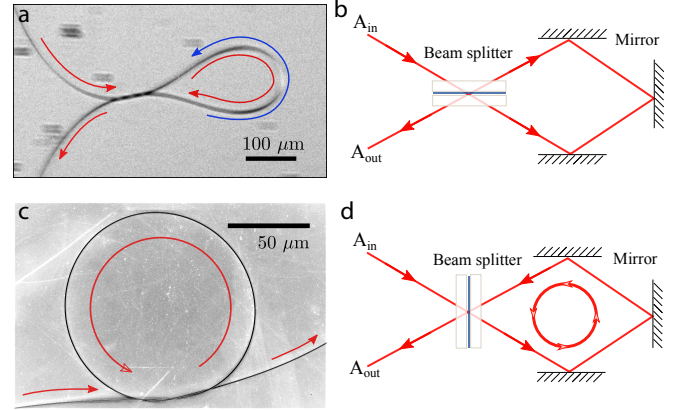 a
100 μm
b
A_in
Beam splitter
Mirror
A_out
c
50 μm
d
A_in
Beam splitter
Mirror
A_out